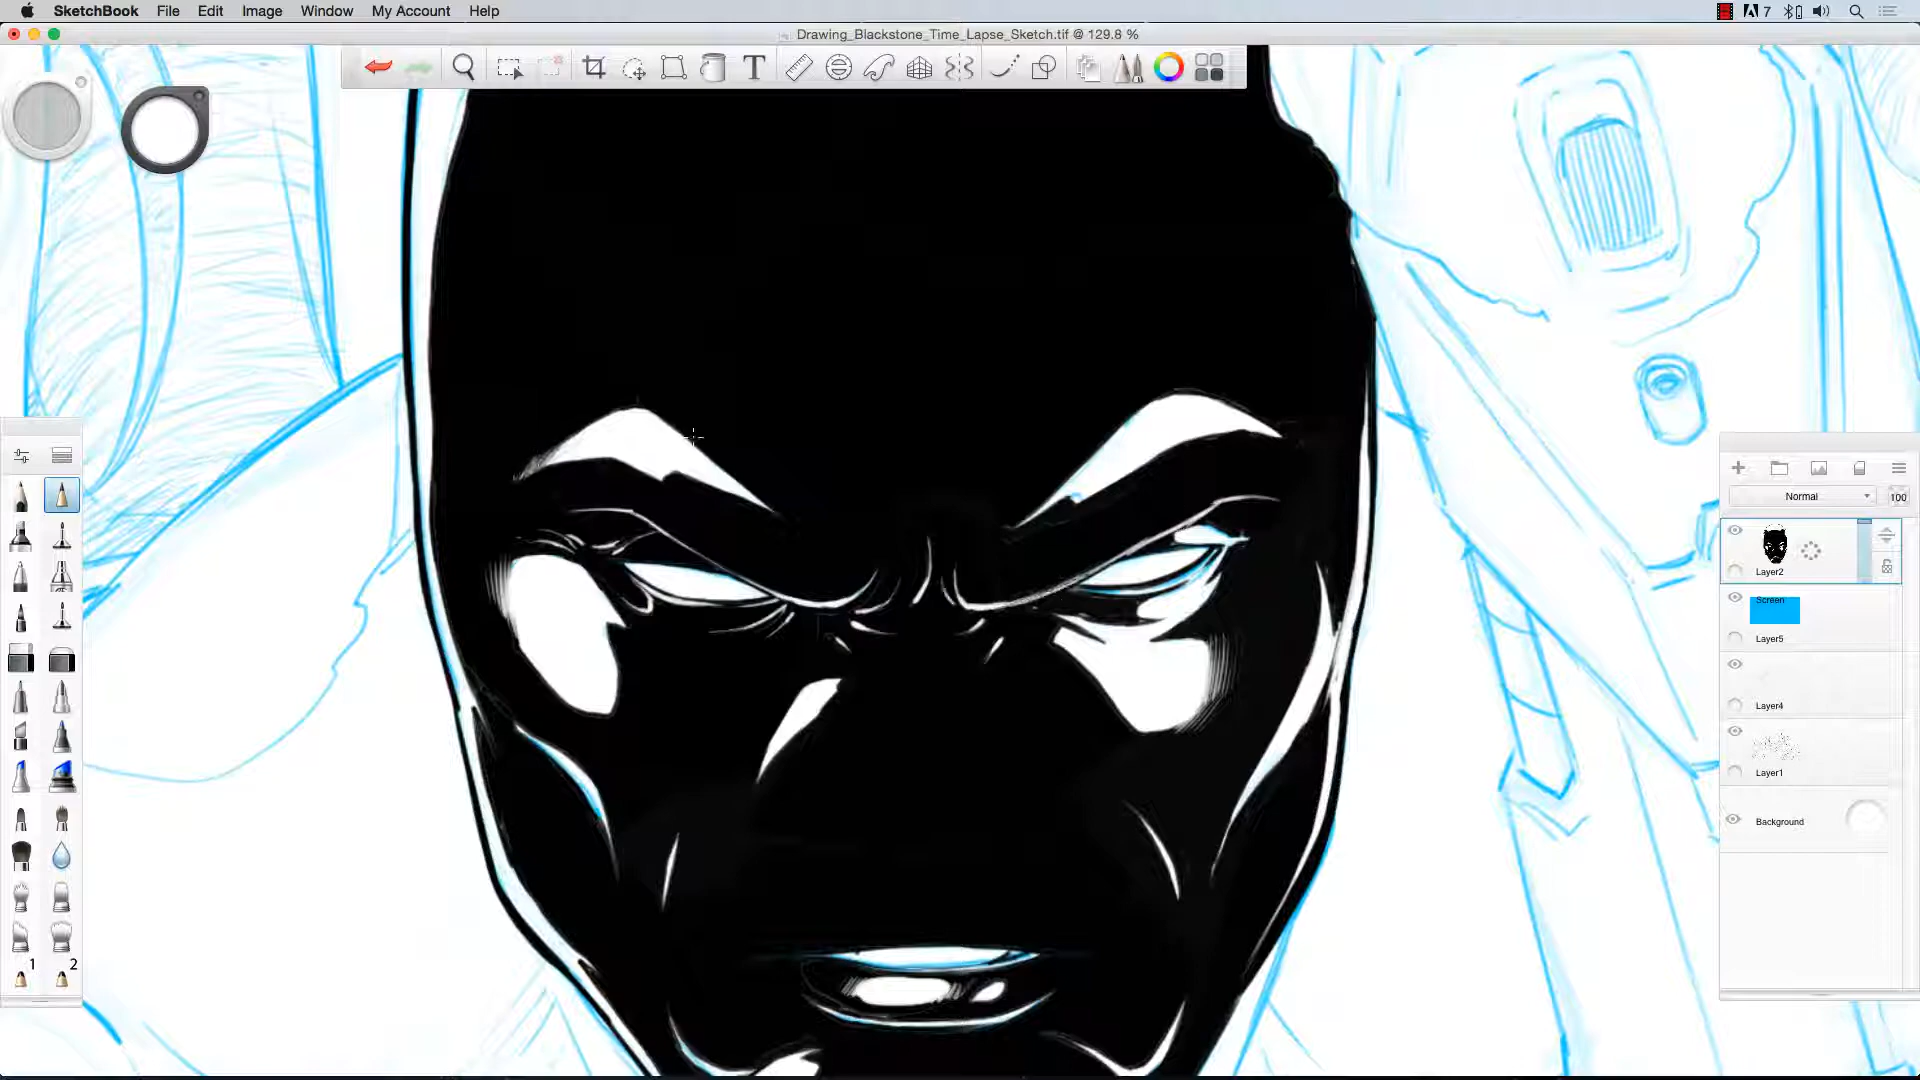 SketchBook File Edit Image Window My Account Help 7
Drawing_Blackstone_Time_Lapse_Sketch.tif @ 129.8 %
T
Normal 100
Layer2
Screen
Layer5
Layer4
Layer1
Background
1 2